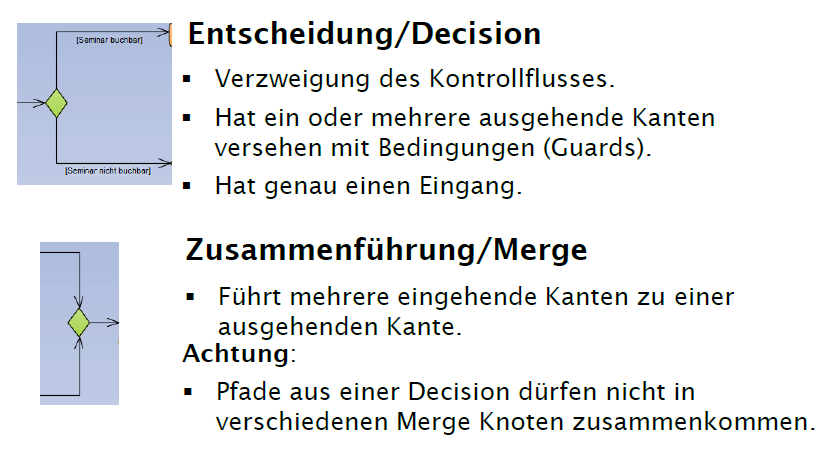 Entscheidung/Decision
[Seminar buchbar]
▪ Verzweigung des Kontrollflusses.
▪ Hat ein oder mehrere ausgehende Kanten
versehen mit Bedingungen (Guards).
[Seminar nicht buchbar]
▪ Hat genau einen Eingang.
Zusammenführung/Merge
▪ Führt mehrere eingehende Kanten zu einer
ausgehenden Kante.
Achtung:
▪ Pfade aus einer Decision dürfen nicht in
verschiedenen Merge Knoten zusammenkommen.